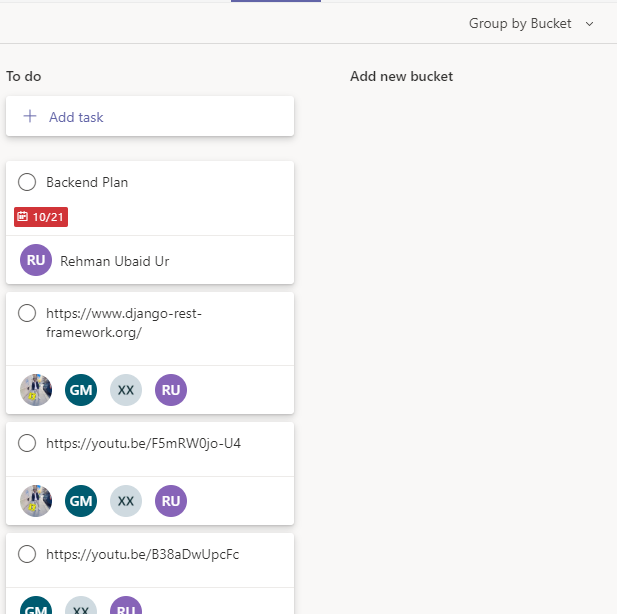 Group by Bucket
To do
Add new bucket
Add task
Backend Plan
10/21
RU
Rehman Ubaid Ur
https://www.django-rest-
framework.org/
GM
XX
RU
https://youtu.be/F5mRW0jo-U4
GM
XX
RU
https://youtu.be/B38aDwUpcFc
GM
XX
RU